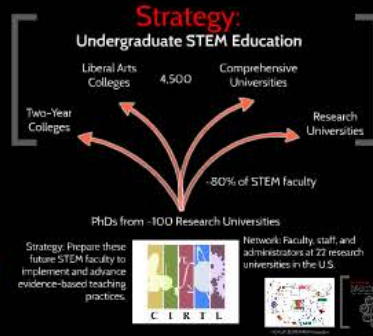 Strategy:
Undergraduate STEM Education
Liberal Arts
Colleges
4,500
Comprehensive
Universities
Two-Year
Colleges
Research
Universities
~80% of STEM faculty
PhDs from ~100 Research Universities
Strategy: Prepare these
future STEM faculty to
implement and advance
evidence-based teaching
practices.
C I R T L
Network: Faculty, staff, and
administrators at 22 research
universities in the U.S.